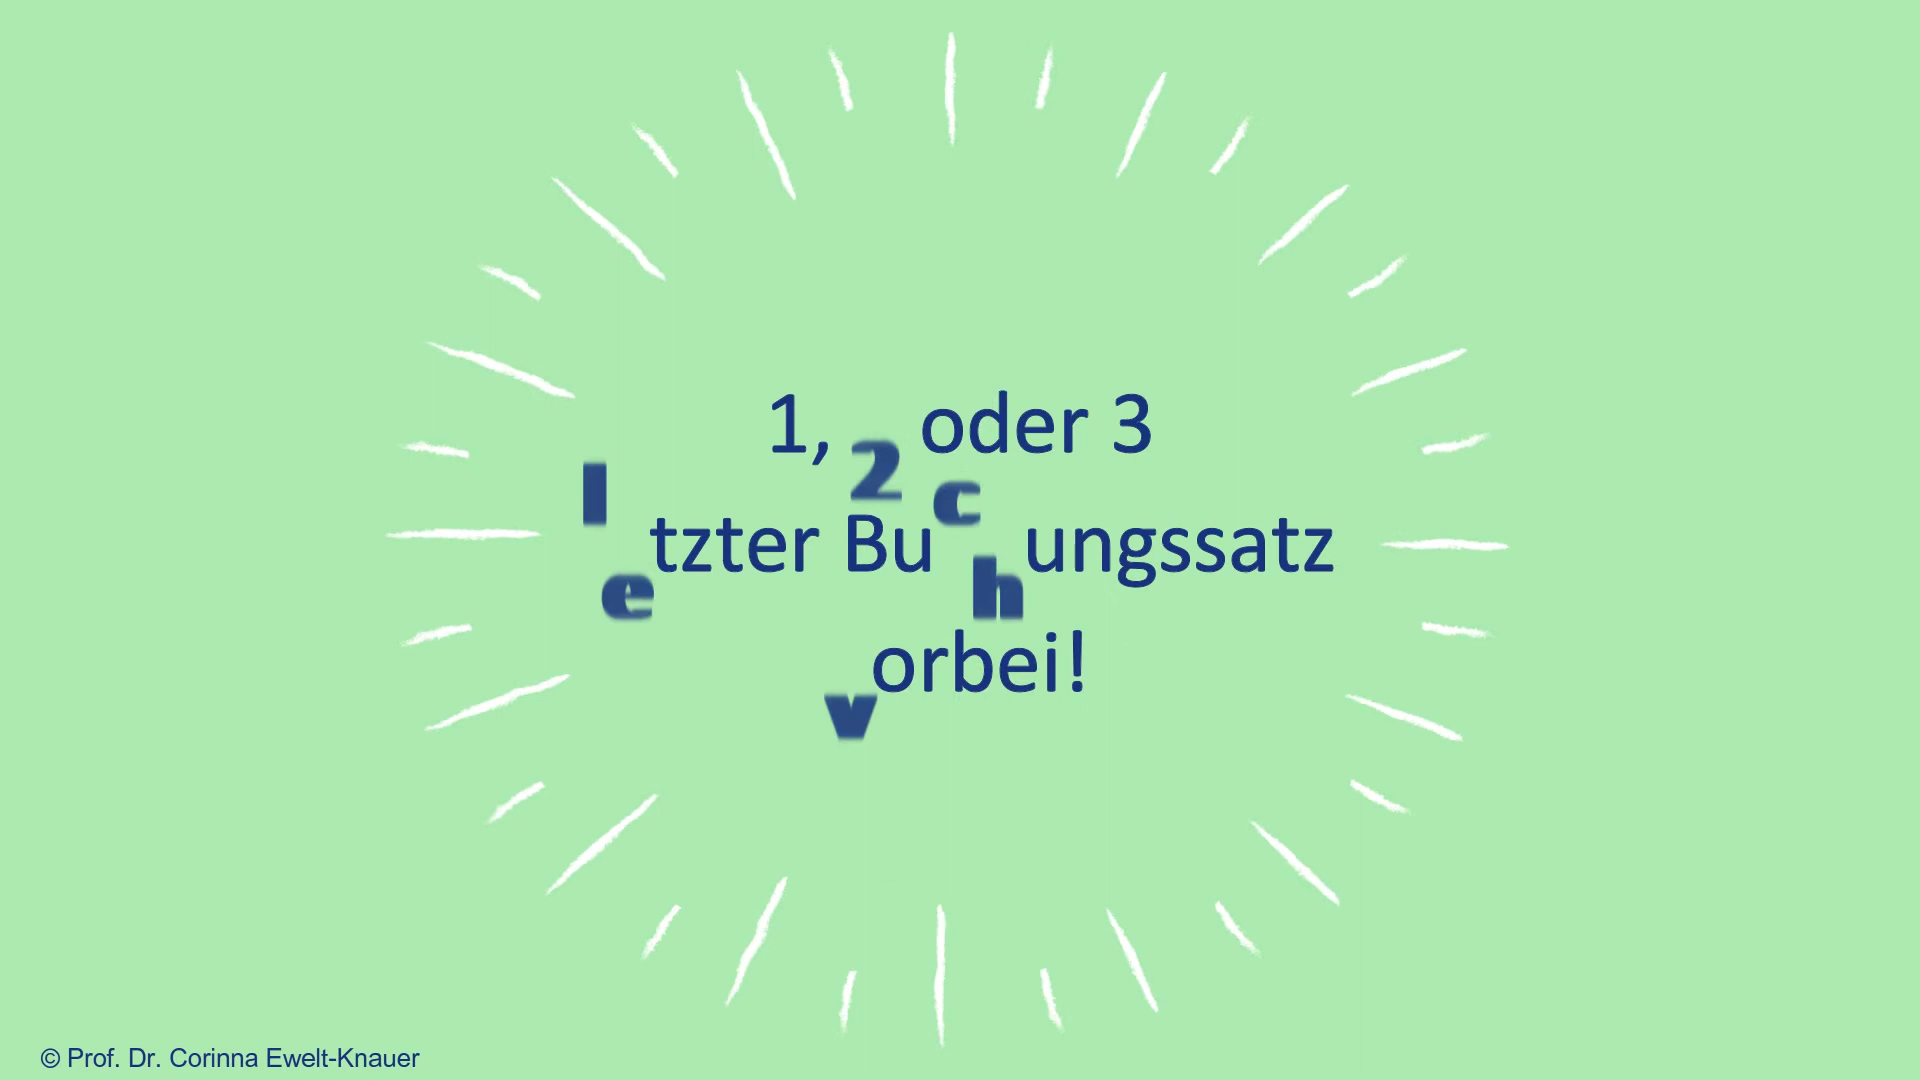 1, 2 oder 3
letzter Buchungssatz
vorbei!
© Prof. Dr. Corinna Ewelt-Knauer